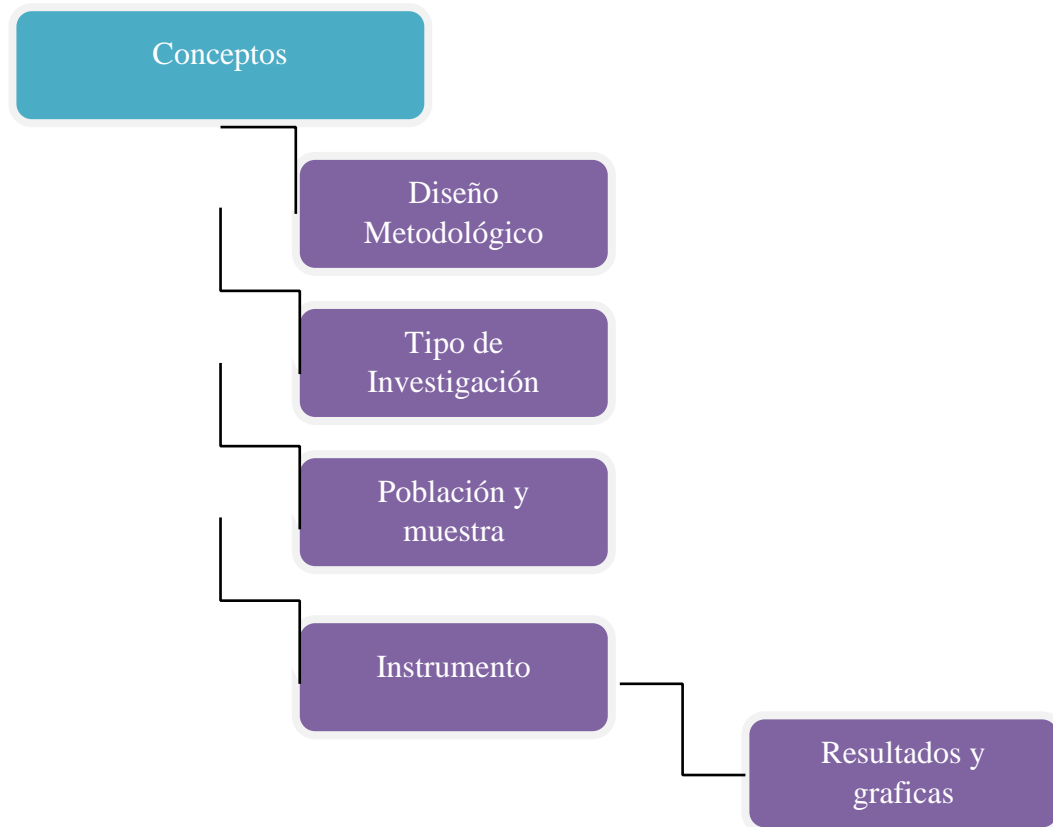 Conceptos
Diseño
Metodológico
Tipo de
Investigación
Población y
muestra
Instrumento
Resultados y
graficas